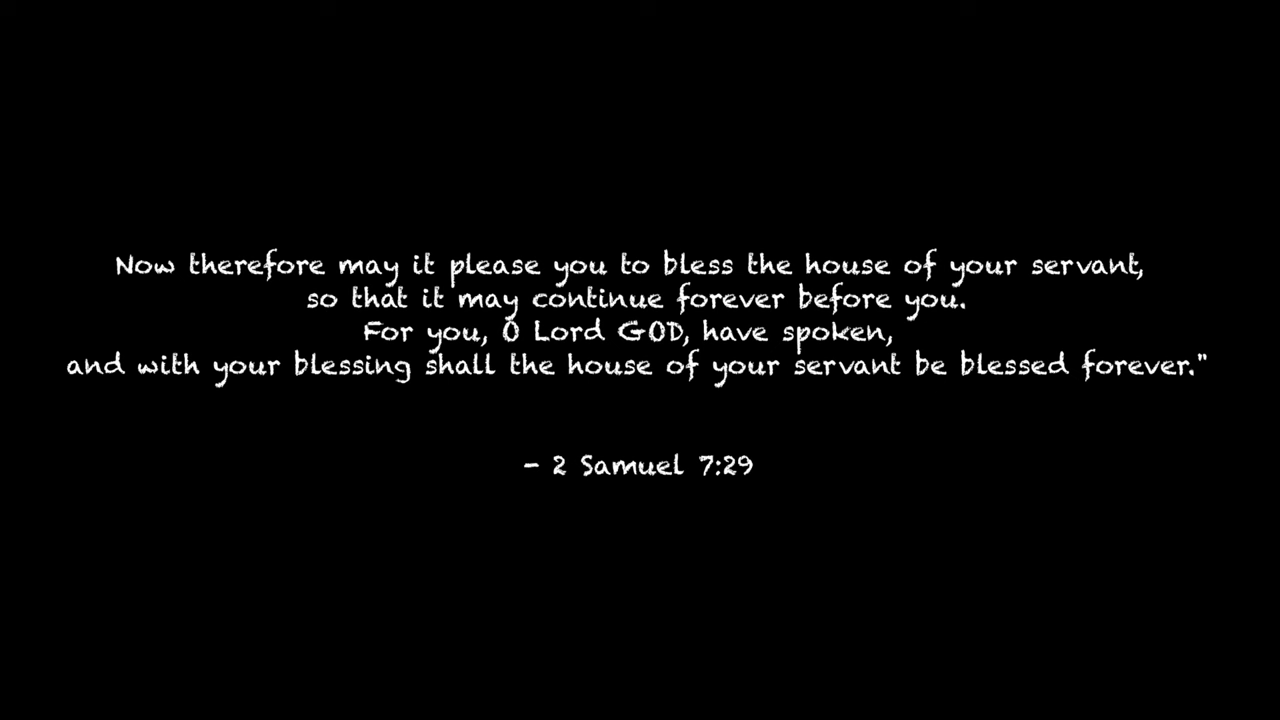 Now therefore may it please you to bless the house of your servant,
so that it may continue forever before you.
For you, O Lord GOD, have spoken,
and with your blessing shall the house of your servant be blessed forever."
- 2 Samuel 7:29